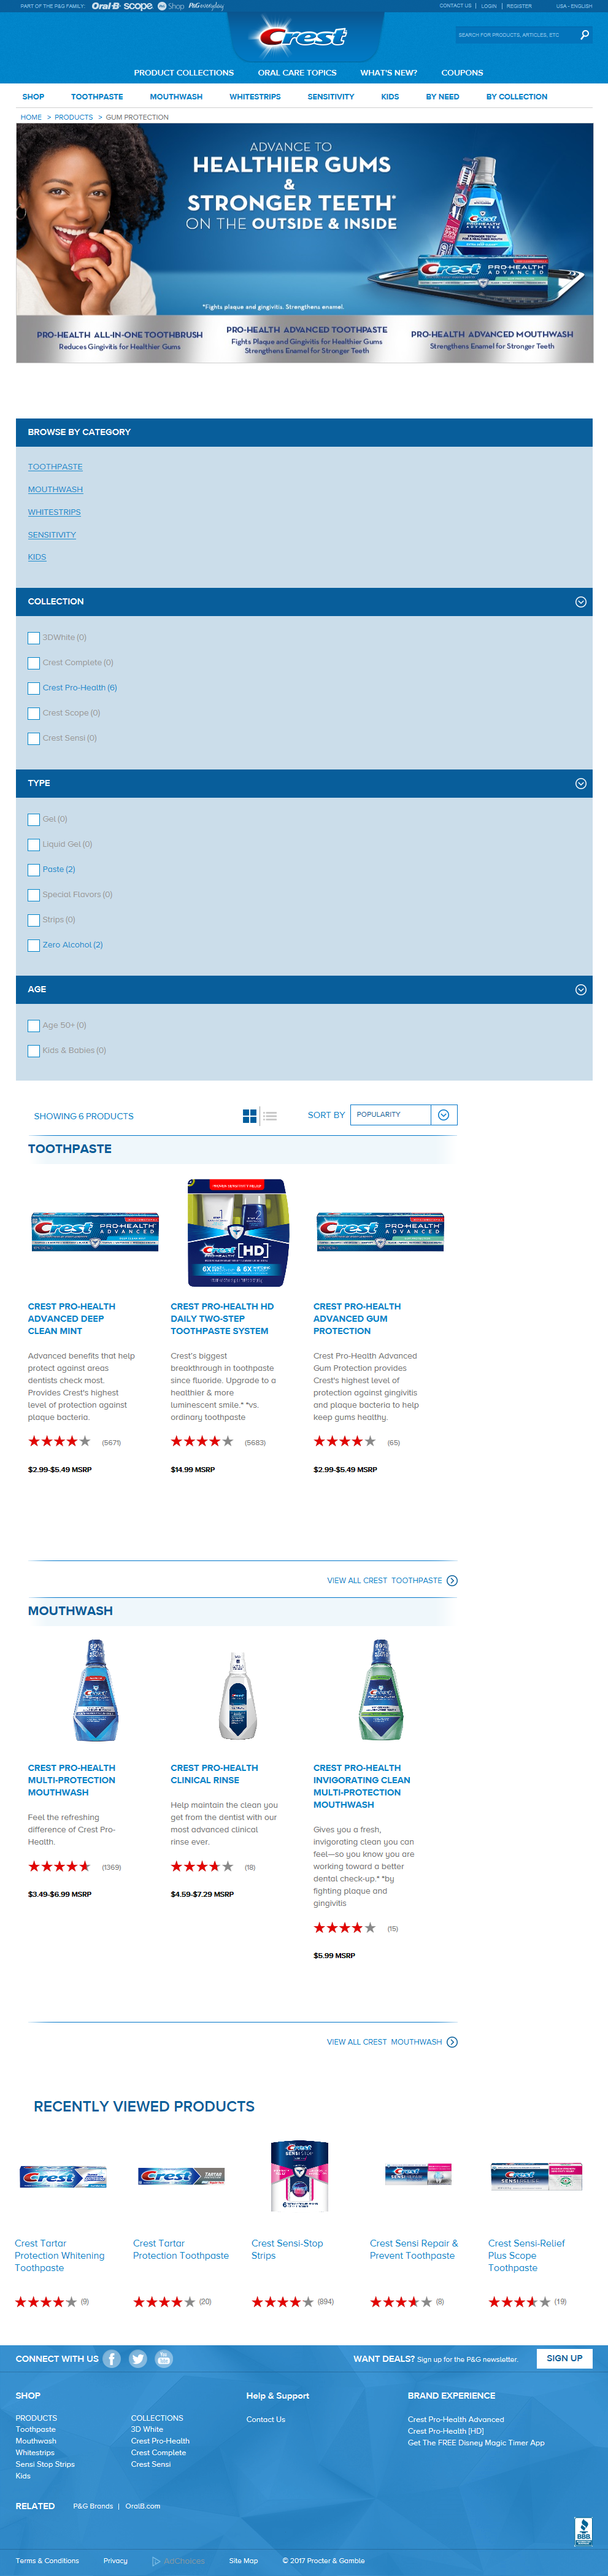 PART OF THE P&G FAMILY: Oral-B scope Shop P&G everyday
CONTACT US | LOGIN | REGISTER USA - ENGLISH
Crest
SEARCH FOR PRODUCTS, ARTICLES, ETC
PRODUCT COLLECTIONS ORAL CARE TOPICS WHAT'S NEW? COUPONS
SHOP TOOTHPASTE MOUTHWASH WHITESTRIPS SENSITIVITY KIDS BY NEED BY COLLECTION
HOME > PRODUCTS > GUM PROTECTION
ADVANCE TO
HEALTHIER GUMS
&
STRONGER TEETH*
ON THE OUTSIDE & INSIDE
Crest PRO-HEALTH ADVANCED
*Fights plaque and gingivitis. Strengthens enamel.
PRO-HEALTH ALL-IN-ONE TOOTHBRUSH
Reduces Gingivitis for Healthier Gums
PRO-HEALTH ADVANCED TOOTHPASTE
Fights Plaque and Gingivitis for Healthier Gums
Strengthens Enamel for Stronger Teeth
PRO-HEALTH ADVANCED MOUTHWASH
Strengthens Enamel for Stronger Teeth
BROWSE BY CATEGORY
TOOTHPASTE
MOUTHWASH
WHITESTRIPS
SENSITIVITY
KIDS
COLLECTION
3DWhite (0)
Crest Complete (0)
Crest Pro-Health (6)
Crest Scope (0)
Crest Sensi (0)
TYPE
Gel (0)
Liquid Gel (0)
Paste (2)
Special Flavors (0)
Strips (0)
Zero Alcohol (2)
AGE
Age 50+ (0)
Kids & Babies (0)
SHOWING 6 PRODUCTS
SORT BY POPULARITY
TOOTHPASTE
Crest PRO-HEALTH ADVANCED
Crest [HD]
Crest PRO-HEALTH ADVANCED
CREST PRO-HEALTH
ADVANCED DEEP
CLEAN MINT
Advanced benefits that help
protect against areas
dentists check most.
Provides Crest's highest
level of protection against
plaque bacteria.
(5671)
$2.99-$5.49 MSRP
CREST PRO-HEALTH HD
DAILY TWO-STEP
TOOTHPASTE SYSTEM
Crest's biggest
breakthrough in toothpaste
since fluoride. Upgrade to a
healthier & more
luminescent smile.* *vs.
ordinary toothpaste
(5683)
$14.99 MSRP
CREST PRO-HEALTH
ADVANCED GUM
PROTECTION
Crest Pro-Health Advanced
Gum Protection provides
Crest's highest level of
protection against gingivitis
and plaque bacteria to help
keep gums healthy.
(65)
$2.99-$5.49 MSRP
VIEW ALL CREST TOOTHPASTE
MOUTHWASH
CREST PRO-HEALTH
MULTI-PROTECTION
MOUTHWASH
Feel the refreshing
difference of Crest Pro-
Health.
(1369)
$3.49-$6.99 MSRP
CREST PRO-HEALTH
CLINICAL RINSE
Help maintain the clean you
get from the dentist with our
most advanced clinical
rinse ever.
(18)
$4.59-$7.29 MSRP
CREST PRO-HEALTH
INVIGORATING CLEAN
MULTI-PROTECTION
MOUTHWASH
Gives you a fresh,
invigorating clean you can
feel—so you know you are
working toward a better
dental check-up.* *by
fighting plaque and
gingivitis
(15)
$5.99 MSRP
VIEW ALL CREST MOUTHWASH
RECENTLY VIEWED PRODUCTS
Crest Tartar
Protection Whitening
Toothpaste
(9)
Crest Tartar
Protection Toothpaste
(20)
Crest Sensi-Stop
Strips
(894)
Crest Sensi Repair &
Prevent Toothpaste
(8)
Crest Sensi-Relief
Plus Scope
Toothpaste
(19)
CONNECT WITH US
WANT DEALS? Sign up for the P&G newsletter. SIGN UP
SHOP
PRODUCTS
Toothpaste
Mouthwash
Whitestrips
Sensi Stop Strips
Kids
COLLECTIONS
3D White
Crest Pro-Health
Crest Complete
Crest Sensi
Help & Support
Contact Us
BRAND EXPERIENCE
Crest Pro-Health Advanced
Crest Pro-Health [HD]
Get The FREE Disney Magic Timer App
RELATED P&G Brands | OralB.com
BBB
Terms & Conditions Privacy AdChoices Site Map © 2017 Procter & Gamble